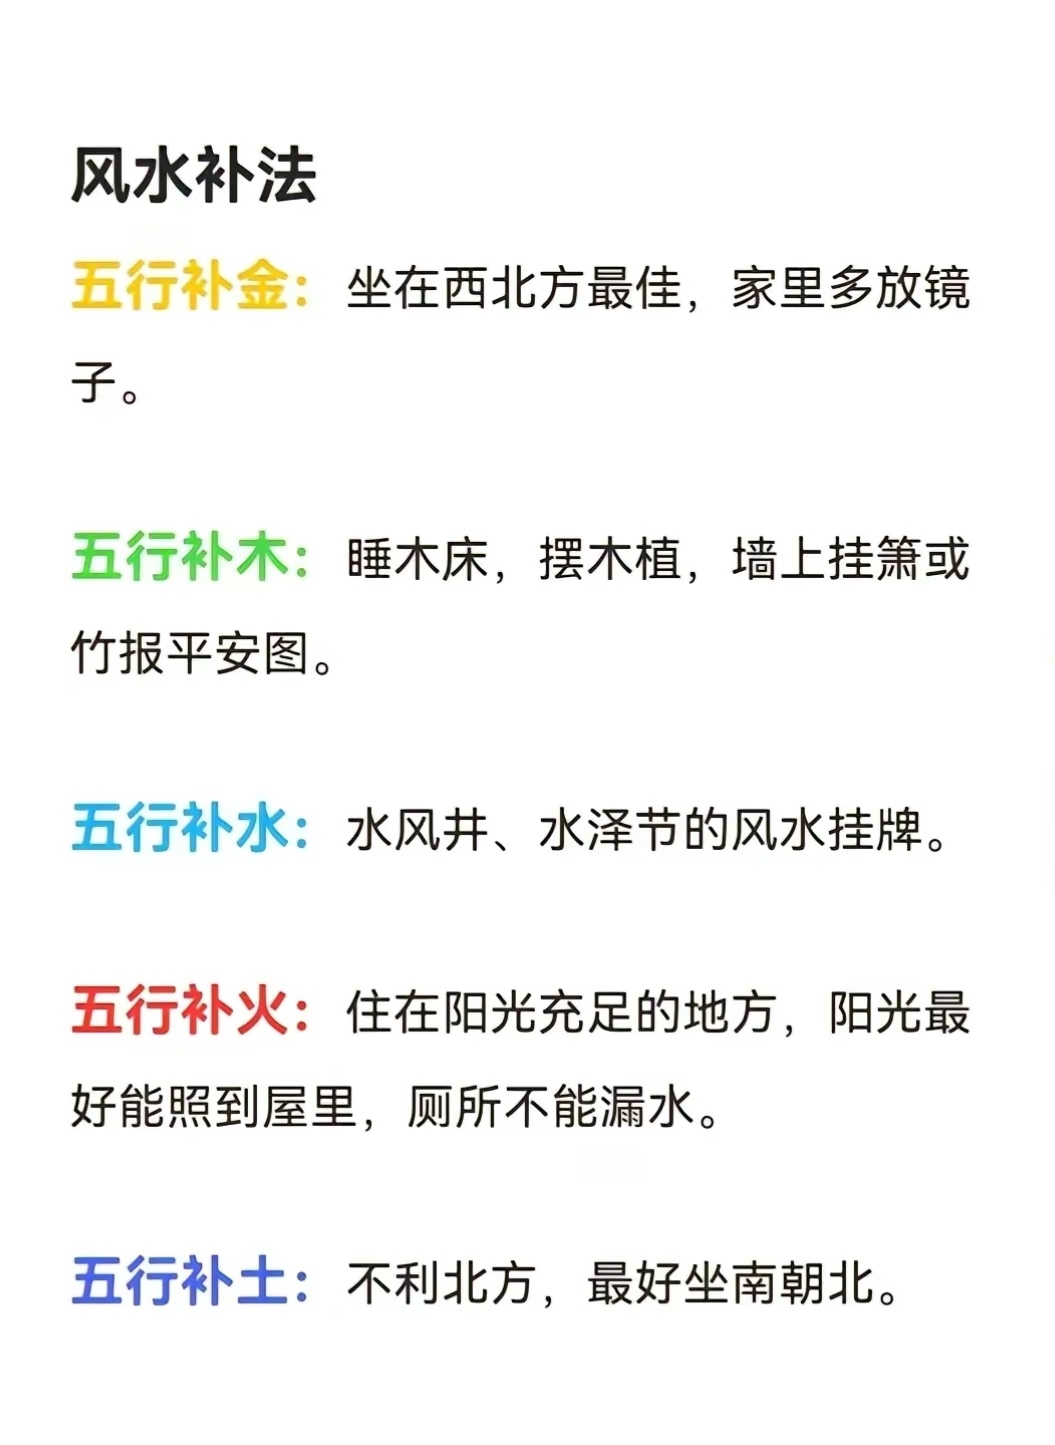 风水补法
五行补金：坐在西北方最佳，家里多放镜
子。
五行补木：睡木床，摆木植，墙上挂箫或
竹报平安图。
五行补水：水风井、水泽节的风水挂牌。
五行补火：住在阳光充足的地方，阳光最
好能照到屋里，厕所不能漏水。
五行补土：不利北方，最好坐南朝北。